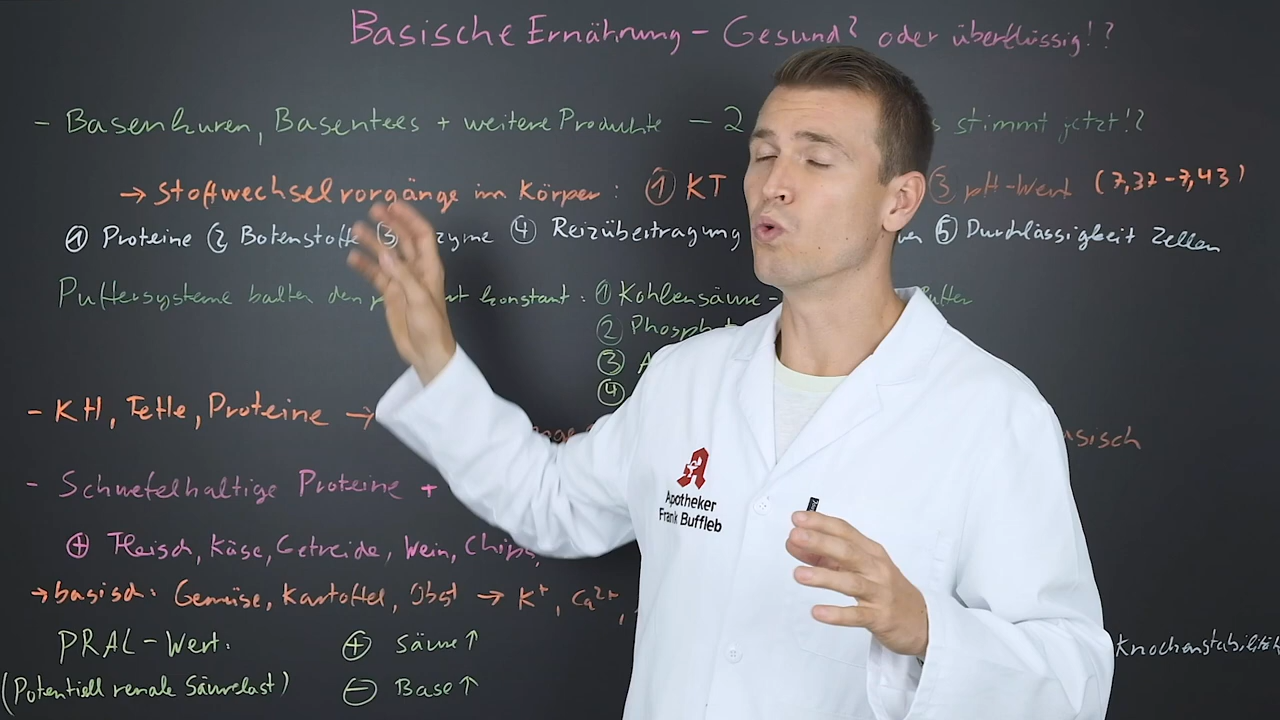 Basische Ernährung - Gesund? oder überflüssig!?
- Basenkuren, Basentees + weitere Produkte - 2 stimmt jetzt!?
→ Stoffwechselvorgänge im Körper: ① KT ③ pH-Wert (7,37-7,43)
① Proteine ② Botenstoffe ③ Enzyme ④ Reizübertragung ⑤ Durchlässigkeit Zellen
Puffersysteme halten den konstant: ① Kohlensäure-
② Phosphat
③
④
- KH, Fette, Proteine →
- Schwefelhaltige Proteine +
⊕ Fleisch, Käse, Getreide, Wein, Chips,
→ basisch: Gemüse, Kartoffel, Obst → K⁺, Ca²⁺,
PRAL-Wert: ⊕ Säure ↑
(Potentiell renale Säurelast) ⊖ Base ↑
Knochenstabilität
Apotheker
Frank Buffleb